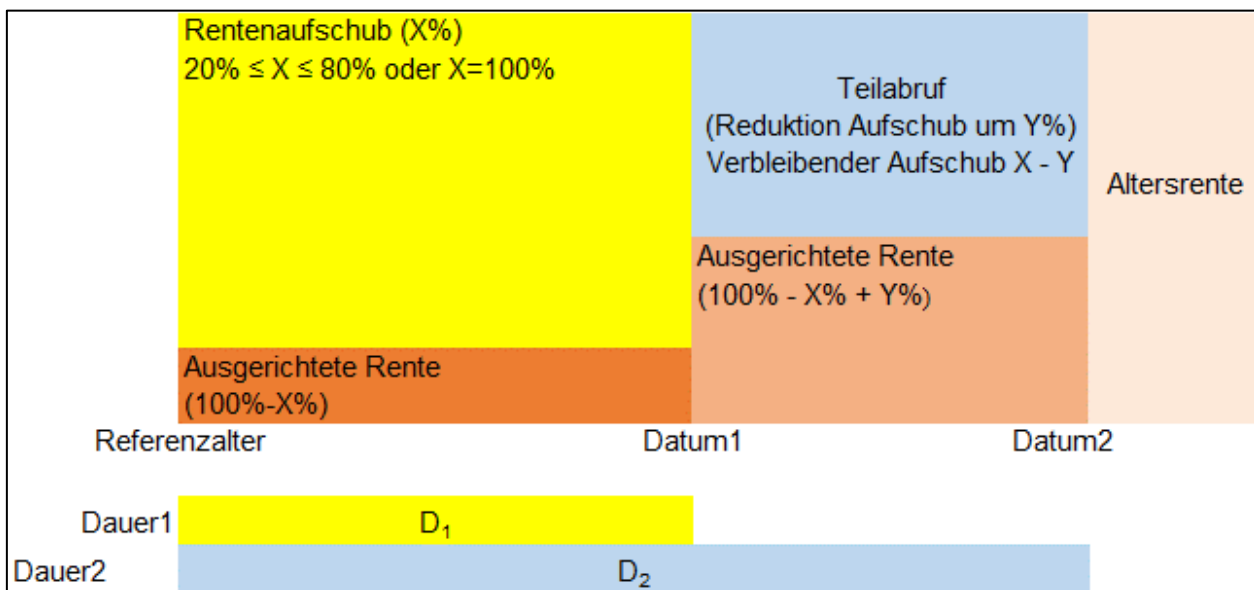 Rentenaufschub (X%)
20% ≤ X ≤ 80% oder X=100%
Teilabruf
(Reduktion Aufschub um Y%)
Verbleibender Aufschub X - Y
Altersrente
Ausgerichtete Rente
(100% - X% + Y%)
Ausgerichtete Rente
(100%-X%)
Referenzalter
Datum1
Datum2
Dauer1
D₁
Dauer2
D₂